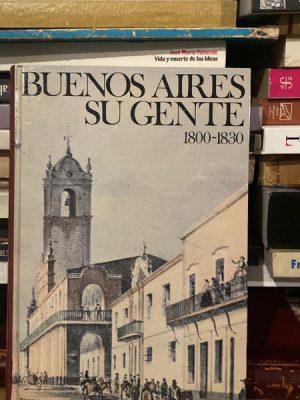 José María Valverde
Vida y muerte de las ideas
BUENOS AIRES
SU GENTE
1800-1830